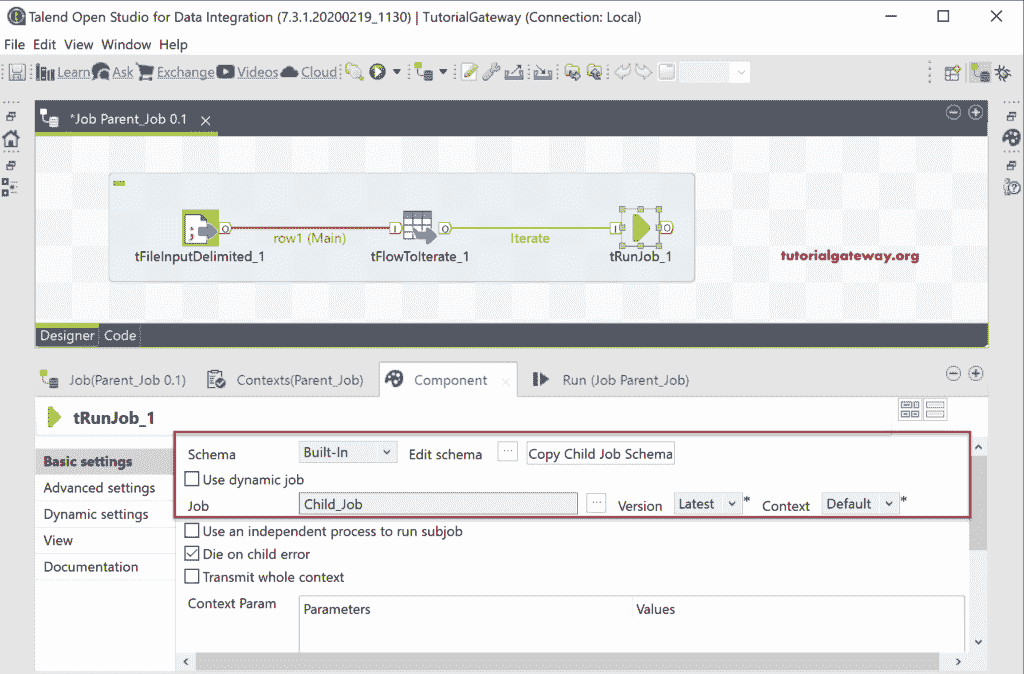 Talend Open Studio for Data Integration (7.3.1.20200219_1130) | TutorialGateway (Connection: Local)
File Edit View Window Help
Learn Ask Exchange Videos Cloud
*Job Parent_Job 0.1
row1 (Main)
Iterate
tFileInputDelimited_1
tFlowToIterate_1
tRunJob_1
tutorialgateway.org
Designer Code
Job(Parent_Job 0.1) Contexts(Parent_Job) Component Run (Job Parent_Job)
tRunJob_1
Basic settings
Advanced settings
Dynamic settings
View
Documentation
Schema Built-In Edit schema ... Copy Child Job Schema
Use dynamic job
Job Child_Job ... Version Latest * Context Default *
Use an independent process to run subjob
Die on child error
Transmit whole context
Context Param Parameters Values